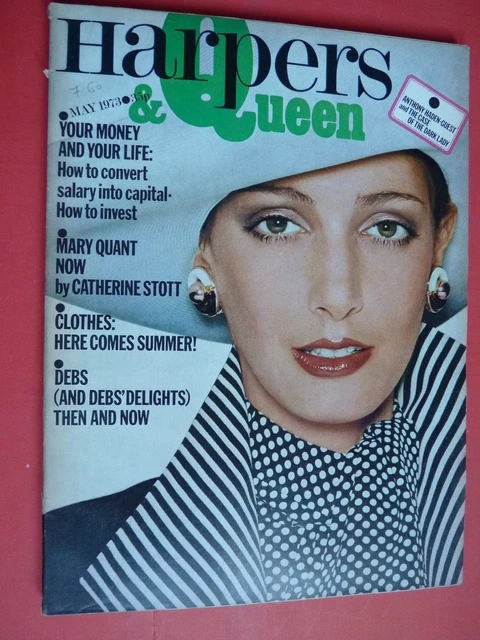 Harpers
& Queen
7.60
MAY 1973•35p
•YOUR MONEY
AND YOUR LIFE:
How to convert
salary into capital·
How to invest
•MARY QUANT
NOW
by CATHERINE STOTT
•CLOTHES:
HERE COMES SUMMER!
•DEBS
(AND DEBS'DELIGHTS)
THEN AND NOW
ANTHONY HADEN-GUEST
and THE CASE
OF THE DARK LADY